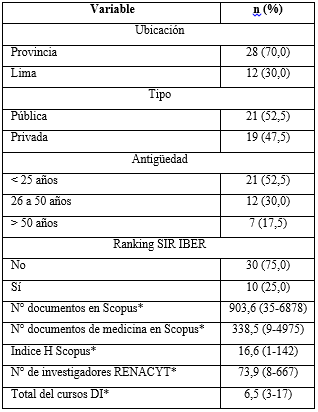 Variable n (%)
Ubicación
Provincia 28 (70,0)
Lima 12 (30,0)
Tipo
Pública 21 (52,5)
Privada 19 (47,5)
Antigüedad
< 25 años 21 (52,5)
26 a 50 años 12 (30,0)
> 50 años 7 (17,5)
Ranking SIR IBER
No 30 (75,0)
Sí 10 (25,0)
N° documentos en Scopus* 903,6 (35-6878)
N° documentos de medicina en Scopus* 338,5 (9-4975)
Indice H Scopus* 16,6 (1-142)
N° de investigadores RENACYT* 73,9 (8-667)
Total del cursos DI* 6,5 (3-17)